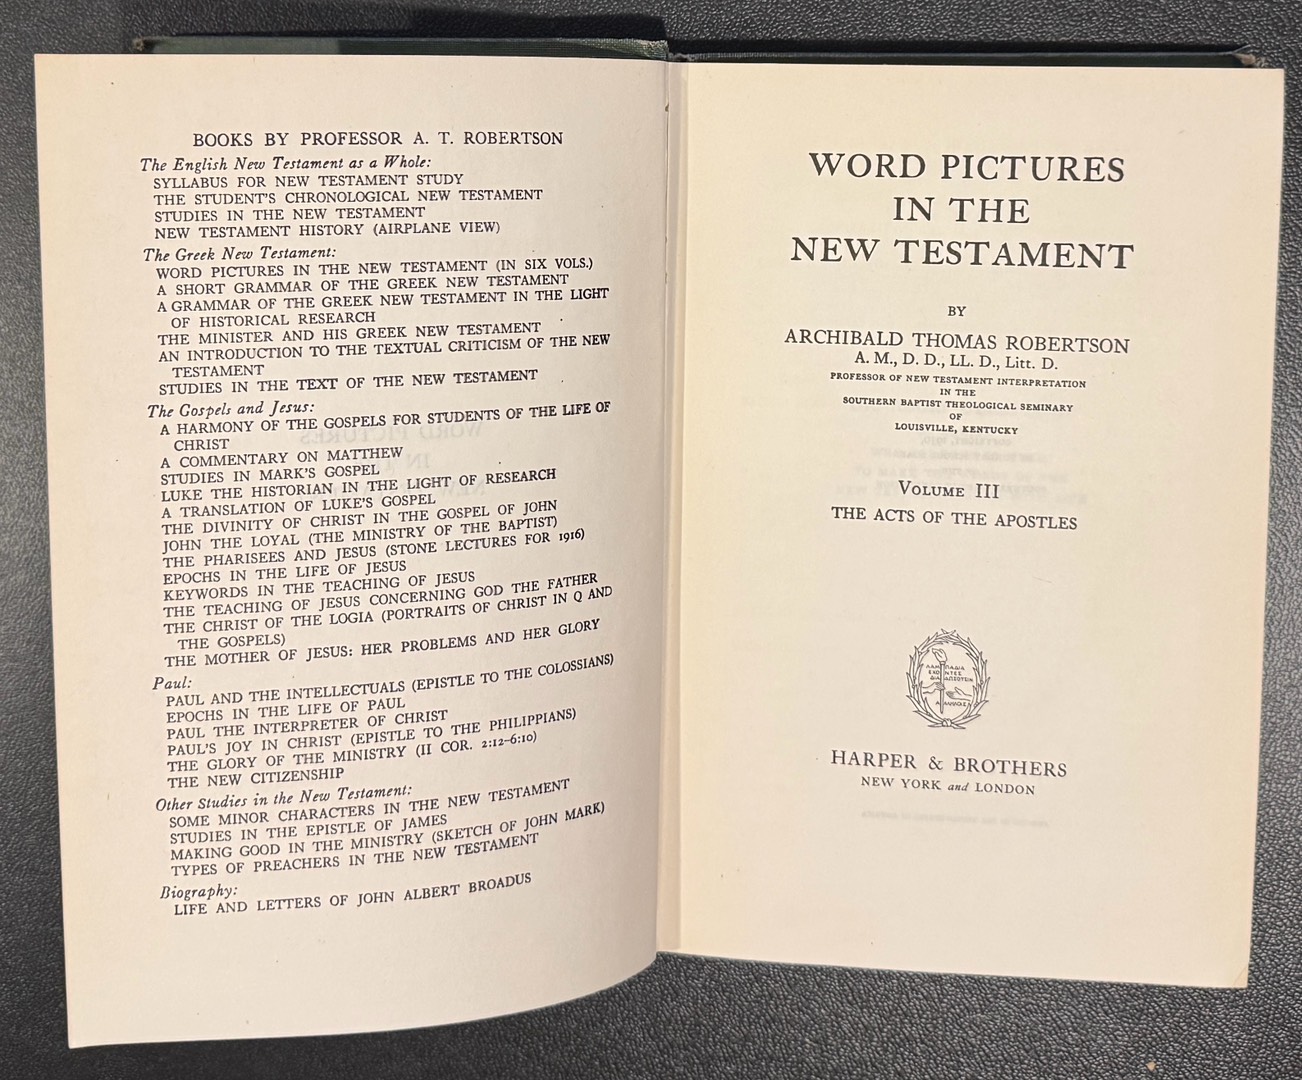 BOOKS BY PROFESSOR A. T. ROBERTSON
The English New Testament as a Whole:
SYLLABUS FOR NEW TESTAMENT STUDY
THE STUDENT'S CHRONOLOGICAL NEW TESTAMENT
STUDIES IN THE NEW TESTAMENT
NEW TESTAMENT HISTORY (AIRPLANE VIEW)
The Greek New Testament:
WORD PICTURES IN THE NEW TESTAMENT (IN SIX VOLS.)
A SHORT GRAMMAR OF THE GREEK NEW TESTAMENT
A GRAMMAR OF THE GREEK NEW TESTAMENT IN THE LIGHT
OF HISTORICAL RESEARCH
THE MINISTER AND HIS GREEK NEW TESTAMENT
AN INTRODUCTION TO THE TEXTUAL CRITICISM OF THE NEW
TESTAMENT
STUDIES IN THE TEXT OF THE NEW TESTAMENT
The Gospels and Jesus:
A HARMONY OF THE GOSPELS FOR STUDENTS OF THE LIFE OF
CHRIST
A COMMENTARY ON MATTHEW
STUDIES IN MARK'S GOSPEL
LUKE THE HISTORIAN IN THE LIGHT OF RESEARCH
A TRANSLATION OF LUKE'S GOSPEL
THE DIVINITY OF CHRIST IN THE GOSPEL OF JOHN
JOHN THE LOYAL (THE MINISTRY OF THE BAPTIST)
THE PHARISEES AND JESUS (STONE LECTURES FOR 1916)
EPOCHS IN THE LIFE OF JESUS
KEYWORDS IN THE TEACHING OF JESUS
THE TEACHING OF JESUS CONCERNING GOD THE FATHER
THE CHRIST OF THE LOGIA (PORTRAITS OF CHRIST IN Q AND
THE GOSPELS)
THE MOTHER OF JESUS: HER PROBLEMS AND HER GLORY
Paul:
PAUL AND THE INTELLECTUALS (EPISTLE TO THE COLOSSIANS)
EPOCHS IN THE LIFE OF PAUL
PAUL THE INTERPRETER OF CHRIST
PAUL'S JOY IN CHRIST (EPISTLE TO THE PHILIPPIANS)
THE GLORY OF THE MINISTRY (II COR. 2:12-6:10)
THE NEW CITIZENSHIP
Other Studies in the New Testament:
SOME MINOR CHARACTERS IN THE NEW TESTAMENT
STUDIES IN THE EPISTLE OF JAMES
MAKING GOOD IN THE MINISTRY (SKETCH OF JOHN MARK)
TYPES OF PREACHERS IN THE NEW TESTAMENT
Biography:
LIFE AND LETTERS OF JOHN ALBERT BROADUS
WORD PICTURES
IN THE
NEW TESTAMENT
BY
ARCHIBALD THOMAS ROBERTSON
A. M., D. D., LL. D., Litt. D.
PROFESSOR OF NEW TESTAMENT INTERPRETATION
IN THE
SOUTHERN BAPTIST THEOLOGICAL SEMINARY
OF
LOUISVILLE, KENTUCKY
VOLUME III
THE ACTS OF THE APOSTLES
ΛΑΜΠΑΔΙΑ
ΕΧΟΝΤΕΣ
HARPER & BROTHERS
NEW YORK and LONDON